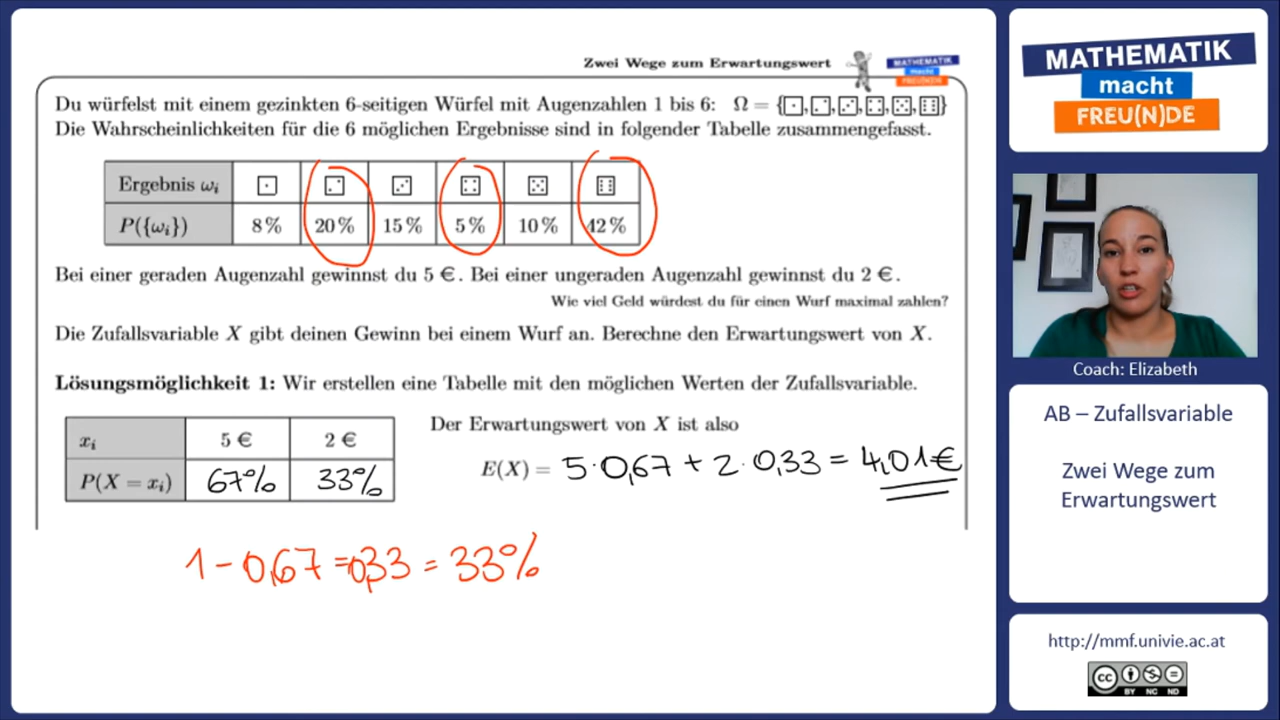 Zwei Wege zum Erwartungswert
MATHEMATIK
macht
FREU(N)DE
Du würfelst mit einem gezinkten 6-seitigen Würfel mit Augenzahlen 1 bis 6: Ω = {⚀, ⚁, ⚂, ⚃, ⚄, ⚅}
Die Wahrscheinlichkeiten für die 6 möglichen Ergebnisse sind in folgender Tabelle zusammengefasst.
Ergebnis ωᵢ ⚀ ⚁ ⚂ ⚃ ⚄ ⚅
P({ωᵢ}) 8% 20% 15% 5% 10% 42%
Bei einer geraden Augenzahl gewinnst du 5 €. Bei einer ungeraden Augenzahl gewinnst du 2 €.
Wie viel Geld würdest du für einen Wurf maximal zahlen?
Die Zufallsvariable X gibt deinen Gewinn bei einem Wurf an. Berechne den Erwartungswert von X.
Lösungsmöglichkeit 1: Wir erstellen eine Tabelle mit den möglichen Werten der Zufallsvariable.
xᵢ 5 € 2 €
P(X = xᵢ) 67% 33%
Der Erwartungswert von X ist also
E(X) = 5·0,67 + 2·0,33 = 4,01€
1 - 0,67 = 0,33 = 33%
MATHEMATIK
macht
FREU(N)DE
Coach: Elizabeth
AB – Zufallsvariable
Zwei Wege zum
Erwartungswert
http://mmf.univie.ac.at
cc
BY NC ND